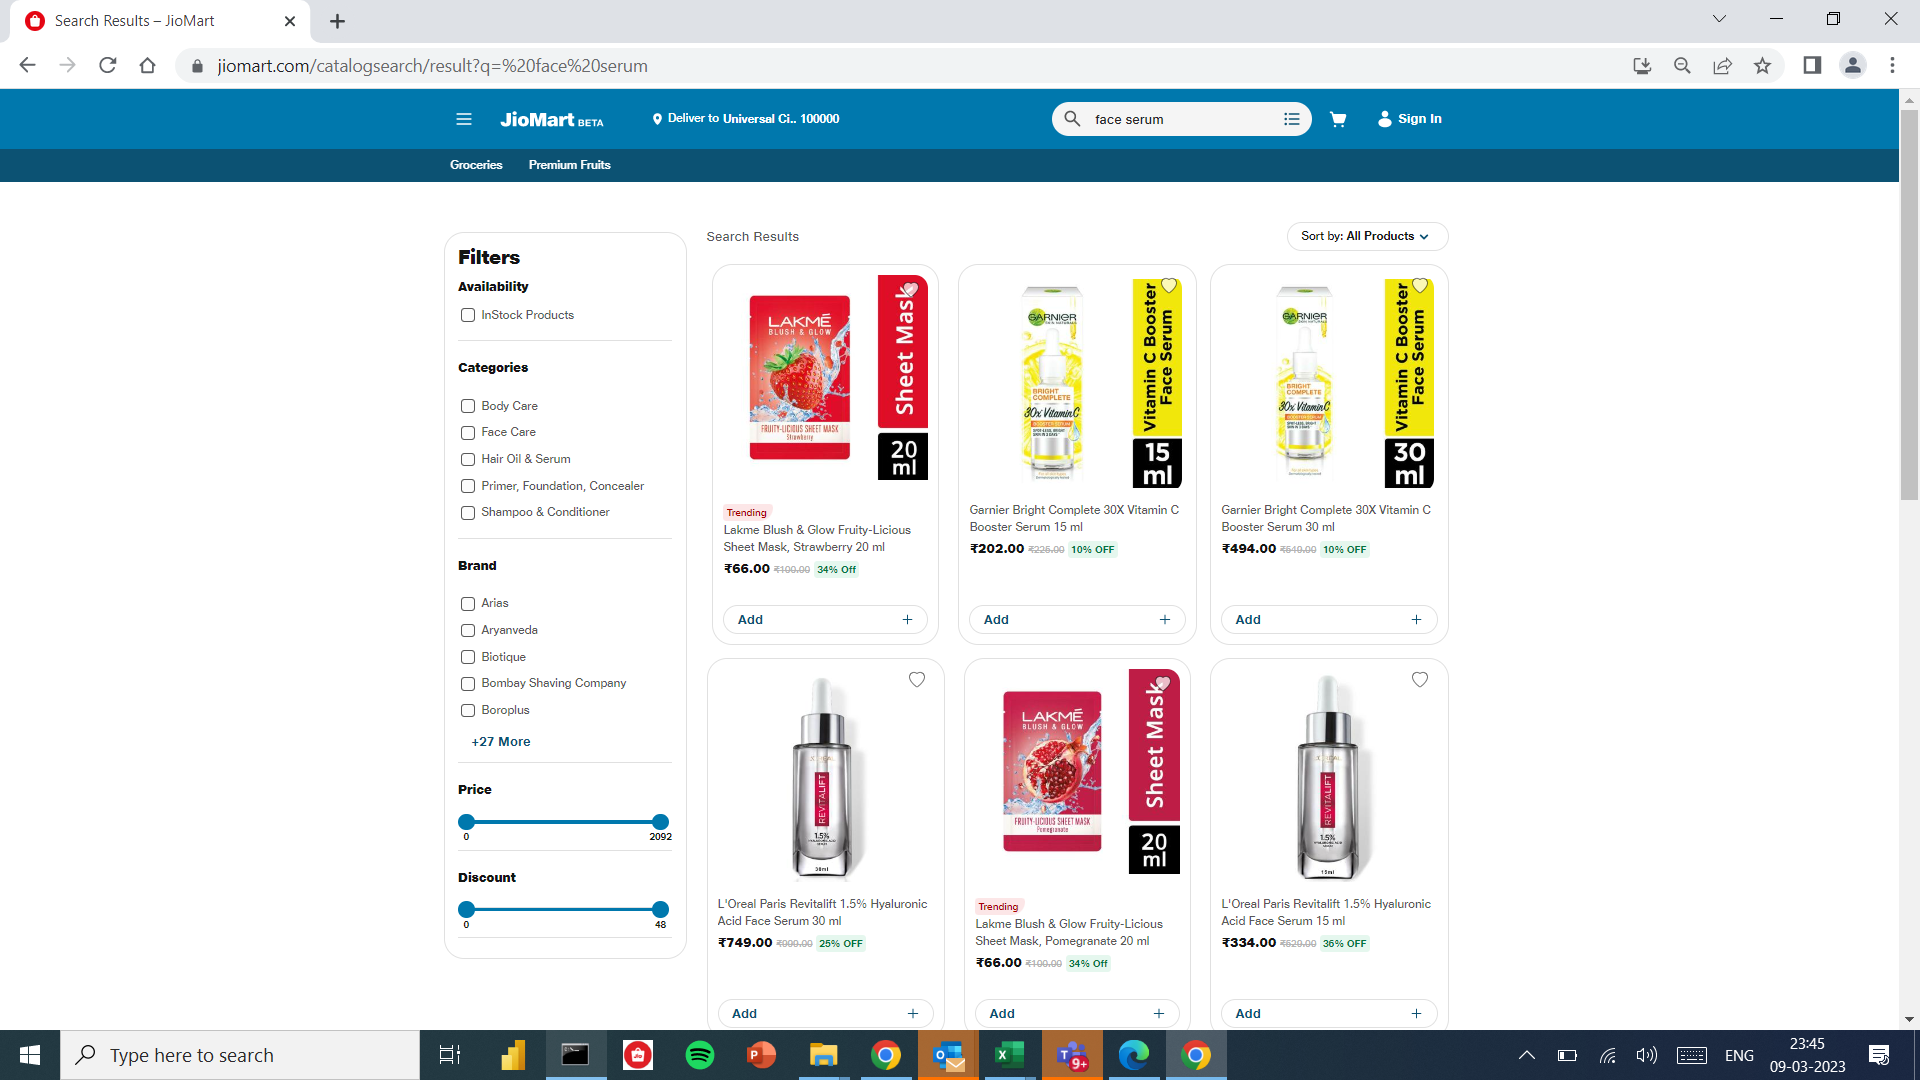 Search Results – JioMart
jiomart.com/catalogsearch/result?q=%20face%20serum
JioMart BETA
Deliver to Universal Ci.. 100000
face serum
Sign In
Groceries
Premium Fruits
Filters
Availability
InStock Products
Categories
Body Care
Face Care
Hair Oil & Serum
Primer, Foundation, Concealer
Shampoo & Conditioner
Brand
Arias
Aryanveda
Biotique
Bombay Shaving Company
Boroplus
+27 More
Price
0
2092
Discount
0
48
Search Results
Sort by: All Products
LAKMÉ
BLUSH & GLOW
FRUITY-LICIOUS SHEET MASK
Strawberry
Sheet Mask
20
ml
Trending
Lakme Blush & Glow Fruity-Licious
Sheet Mask, Strawberry 20 ml
₹66.00 ₹100.00 34% Off
Add
GARNIER
SKIN NATURALS
BRIGHT
COMPLETE
30x Vitamin C
BOOSTER SERUM
Vitamin C Booster
Face Serum
15
ml
Garnier Bright Complete 30X Vitamin C
Booster Serum 15 ml
₹202.00 ₹225.00 10% OFF
Add
GARNIER
BRIGHT
COMPLETE
30x Vitamin C
BOOSTER SERUM
Vitamin C Booster
Face Serum
30
ml
Garnier Bright Complete 30X Vitamin C
Booster Serum 30 ml
₹494.00 ₹549.00 10% OFF
Add
REVITALIFT
1.5%
30ml
L'Oreal Paris Revitalift 1.5% Hyaluronic
Acid Face Serum 30 ml
₹749.00 ₹999.00 25% OFF
Add
LAKMÉ
BLUSH & GLOW
FRUITY-LICIOUS SHEET MASK
Pomegranate
Sheet Mask
20
ml
Trending
Lakme Blush & Glow Fruity-Licious
Sheet Mask, Pomegranate 20 ml
₹66.00 ₹100.00 34% Off
Add
REVITALIFT
1.5%
15ml
L'Oreal Paris Revitalift 1.5% Hyaluronic
Acid Face Serum 15 ml
₹334.00 ₹529.00 36% OFF
Add
Type here to search
9+
ENG
23:45
09-03-2023